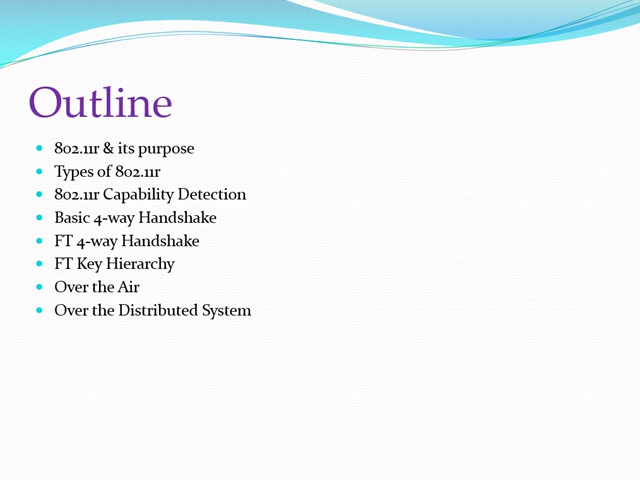 Outline
802.11r & its purpose
Types of 802.11r
802.11r Capability Detection
Basic 4-way Handshake
FT 4-way Handshake
FT Key Hierarchy
Over the Air
Over the Distributed System